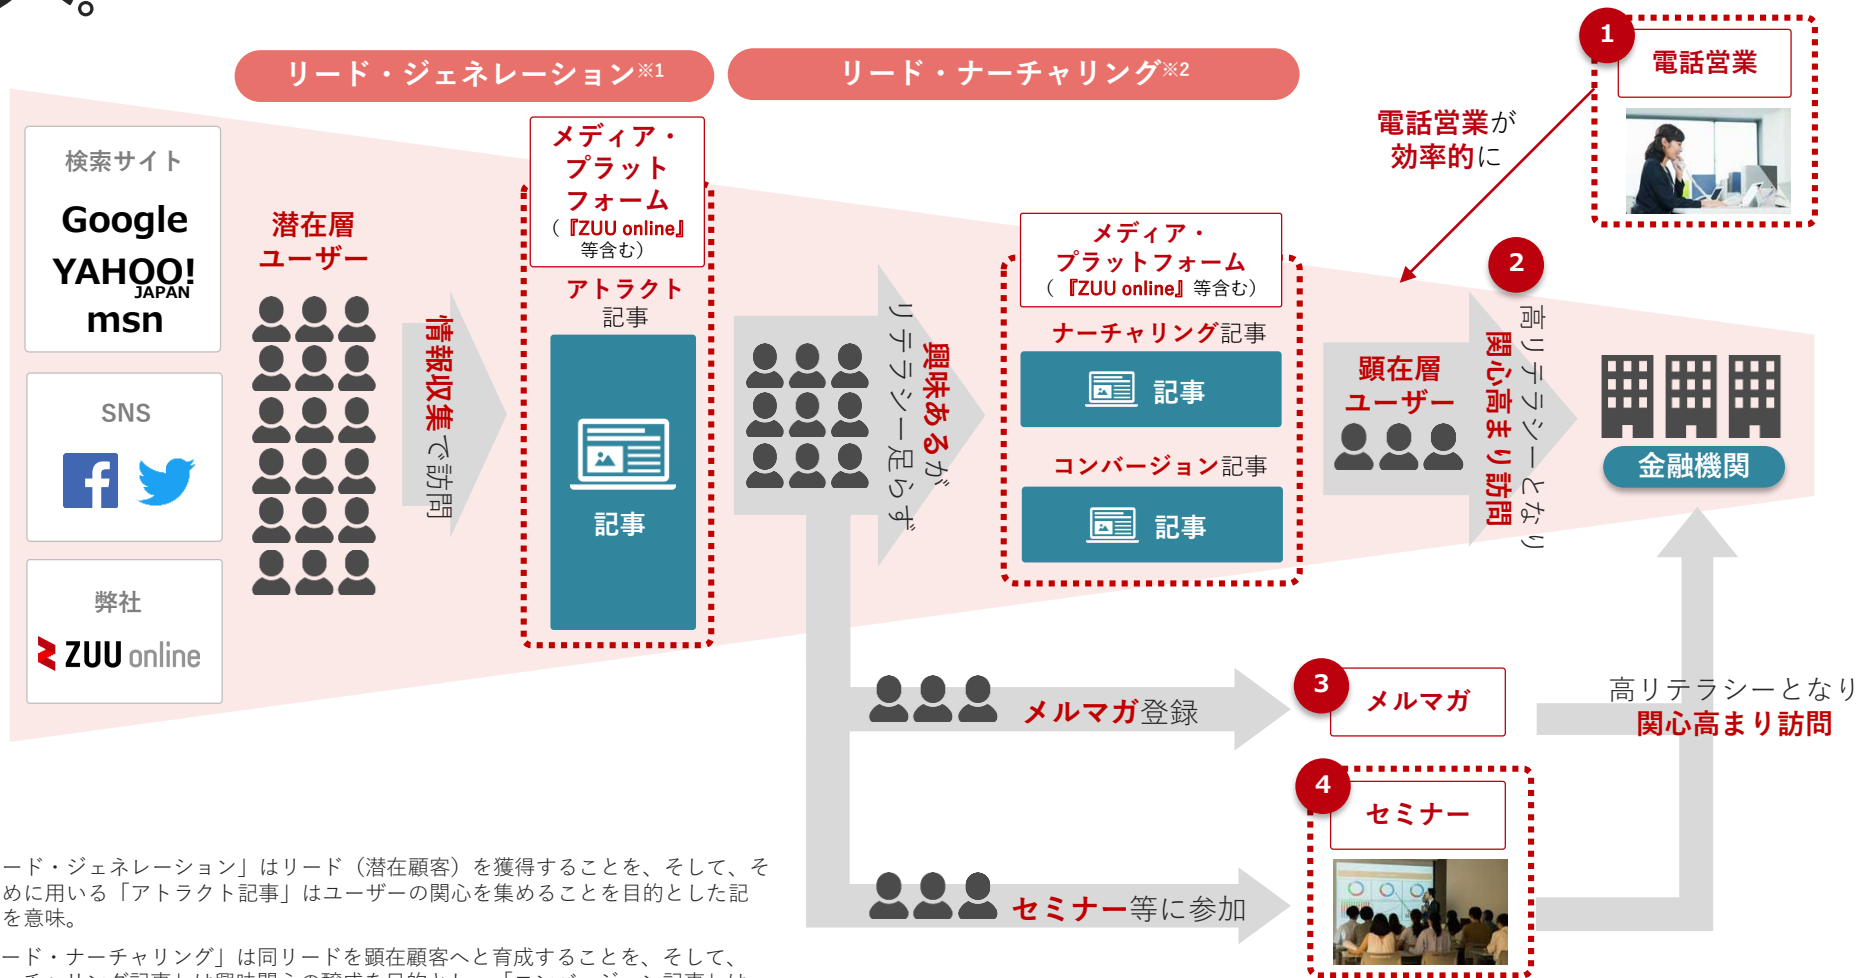 リード・ジェネレーション※1
リード・ナーチャリング※2
検索サイト
Google
YAHOO!
JAPAN
msn
SNS
弊社
ZUU online
潜在層
ユーザー
情報収集で訪問
メディア・
プラット
フォーム
（『ZUU online』
等含む）
アトラクト
記事
記事
興味あるが
リテラシー足らず
メディア・
プラットフォーム
（『ZUU online』等含む）
ナーチャリング記事
記事
コンバージョン記事
記事
1
電話営業
電話営業が
効率的に
顕在層
ユーザー
2
高リテラシーとなり
関心高まり訪問
金融機関
メルマガ登録
3
メルマガ
高リテラシーとなり
関心高まり訪問
セミナー等に参加
4
セミナー
ード・ジェネレーション」はリード（潜在顧客）を獲得することを、そして、そ
めに用いる「アトラクト記事」はユーザーの関心を集めることを目的とした記
を意味。
ード・ナーチャリング」は同リードを顕在顧客へと育成することを、そして、